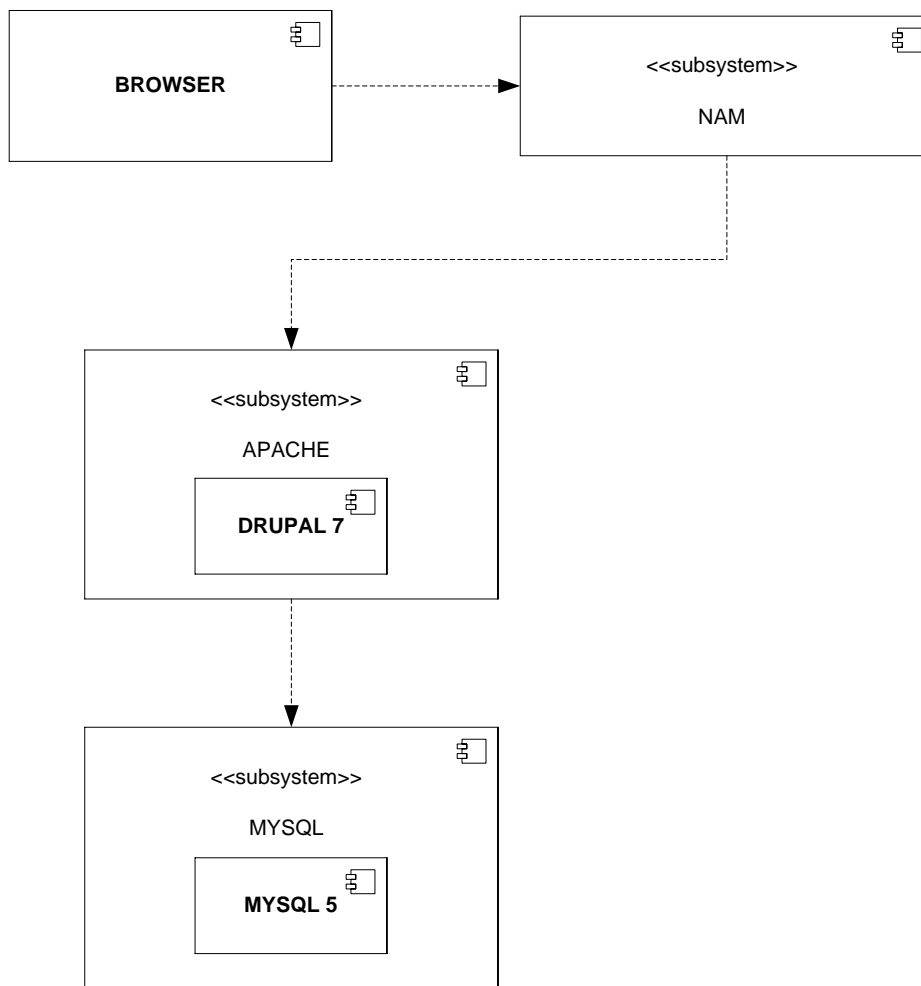 BROWSER
<<subsystem>>
NAM
<<subsystem>>
APACHE
DRUPAL 7
<<subsystem>>
MYSQL
MYSQL 5